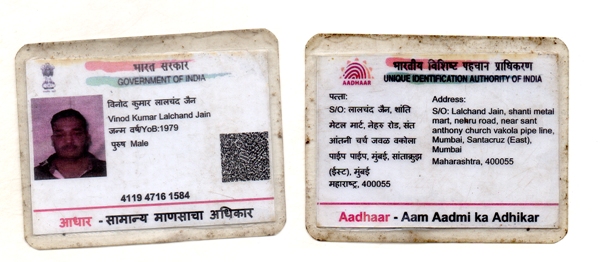 भारत सरकार
GOVERNMENT OF INDIA
विनोद कुमार लालचंद जैन
Vinod Kumar Lalchand Jain
जन्म वर्ष/YoB:1979
पुरुष Male
4119 4716 1584
आधार - सामान्य माणसाचा अधिकार
AADHAAR
भारतीय विशिष्ट पहचान प्राधिकरण
UNIQUE IDENTIFICATION AUTHORITY OF INDIA
पत्ता:
S/O: लालचंद जैन, शांति
मेटल मार्ट, नेहरु रोड, संत
आंतनी चर्च जवळ वकोला
पाईप पाईप, मुंबई, सांताक्रुझ
(ईस्ट), मुंबई
महाराष्ट्र, 400055
Address:
S/O: Lalchand Jain, shanti metal
mart, nehru road, near sant
anthony church vakola pipe line,
Mumbai, Santacruz (East),
Mumbai
Maharashtra, 400055
Aadhaar - Aam Aadmi ka Adhikar